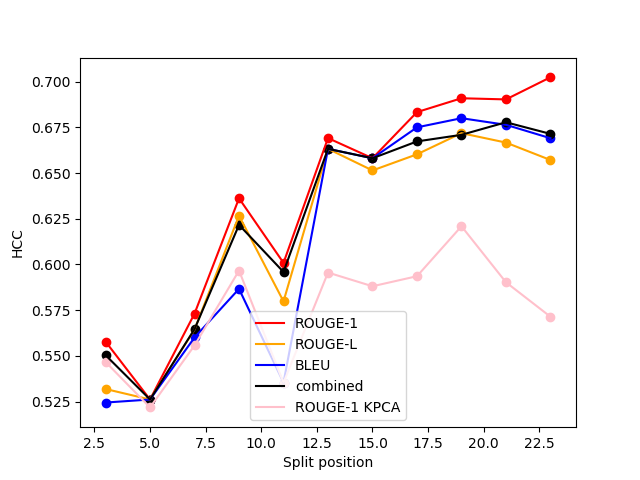 0.700
0.675
0.650
0.625
0.600
0.575
0.550
0.525
HCC
ROUGE-1
ROUGE-L
BLEU
combined
ROUGE-1 KPCA
2.5 5.0 7.5 10.0 12.5 15.0 17.5 20.0 22.5
Split position